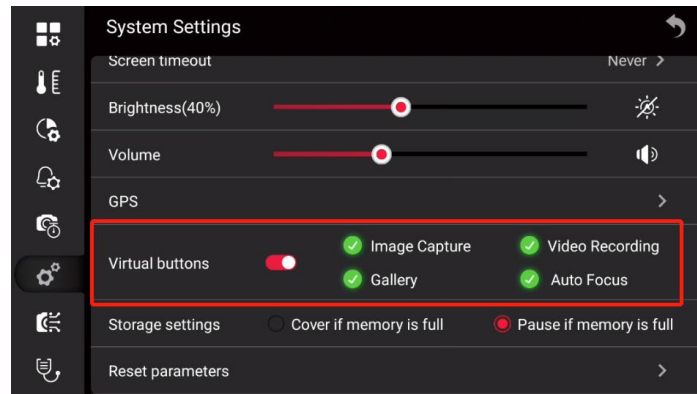 System Settings
Screen timeout Never >
Brightness(40%)
Volume
GPS >
Image Capture Video Recording
Virtual buttons
Gallery Auto Focus
Storage settings Cover if memory is full Pause if memory is full
Reset parameters >